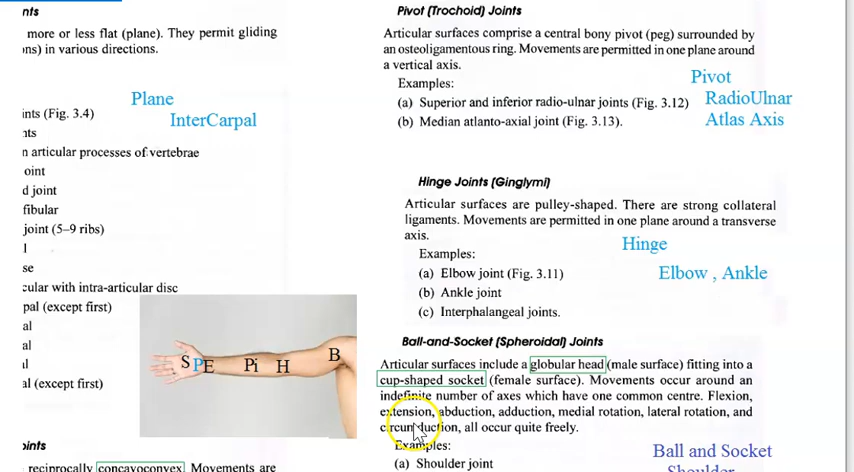 nts
more or less flat (plane). They permit gliding
ons) in various directions.
Plane
InterCarpal
ints (Fig. 3.4)
nts
n articular processes of vertebrae
oint
d joint
fibular
joint (5–9 ribs)
l
se
cular with intra-articular disc
pal (except first)
al
al
l
al (except first)
S P E Pi H B
oints
reciprocally concavoconvex. Movements are
Pivot (Trochoid) Joints
Articular surfaces comprise a central bony pivot (peg) surrounded by
an osteoligamentous ring. Movements are permitted in one plane around
a vertical axis.
Examples:
(a) Superior and inferior radio-ulnar joints (Fig. 3.12)
(b) Median atlanto-axial joint (Fig. 3.13).
Pivot
RadioUlnar
Atlas Axis
Hinge Joints (Ginglymi)
Articular surfaces are pulley-shaped. There are strong collateral
ligaments. Movements are permitted in one plane around a transverse
axis.
Examples:
(a) Elbow joint (Fig. 3.11)
(b) Ankle joint
(c) Interphalangeal joints.
Hinge
Elbow , Ankle
Ball-and-Socket (Spheroidal) Joints
Articular surfaces include a globular head (male surface) fitting into a
cup-shaped socket (female surface). Movements occur around an
indefinite number of axes which have one common centre. Flexion,
extension, abduction, adduction, medial rotation, lateral rotation, and
circumduction, all occur quite freely.
Examples:
(a) Shoulder joint
Ball and Socket
Shoulder